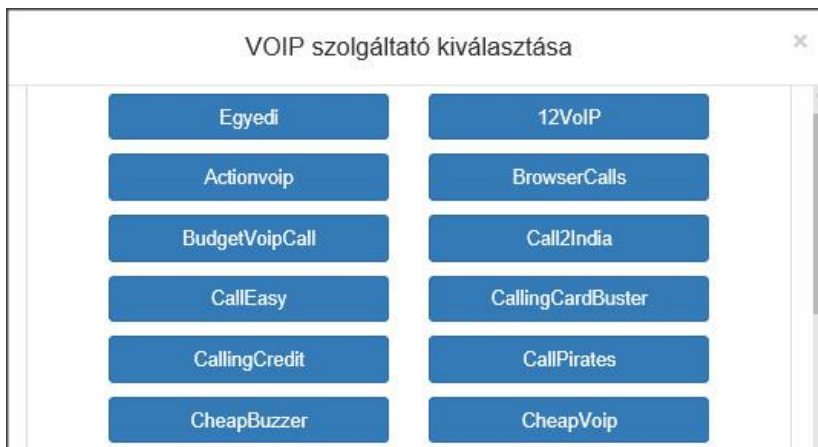 VOIP szolgáltató kiválasztása
×
Egyedi
12VoIP
Actionvoip
BrowserCalls
BudgetVoipCall
Call2India
CallEasy
CallingCardBuster
CallingCredit
CallPirates
CheapBuzzer
CheapVoip